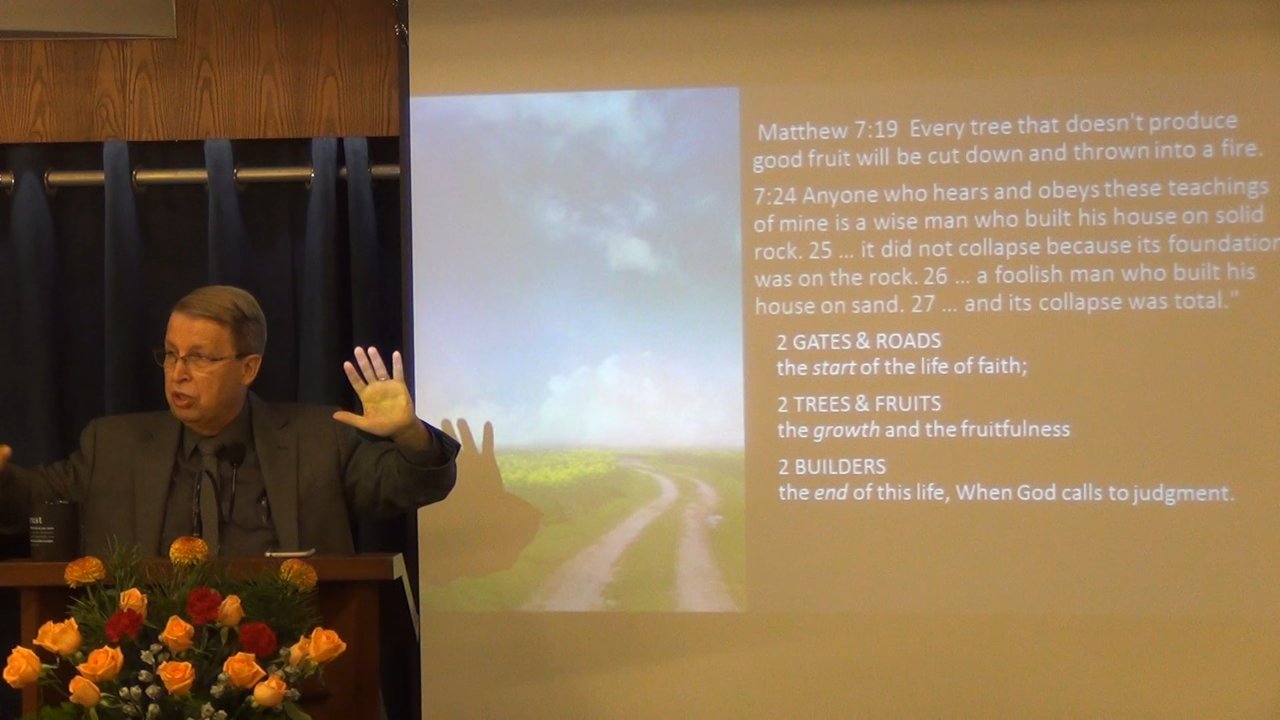 Matthew 7:19 Every tree that doesn't produce
good fruit will be cut down and thrown into a fire.
7:24 Anyone who hears and obeys these teachings
of mine is a wise man who built his house on solid
rock. 25 ... it did not collapse because its foundation
was on the rock. 26 ... a foolish man who built his
house on sand. 27 ... and its collapse was total."
2 GATES & ROADS
the start of the life of faith;
2 TREES & FRUITS
the growth and the fruitfulness
2 BUILDERS
the end of this life, When God calls to judgment.